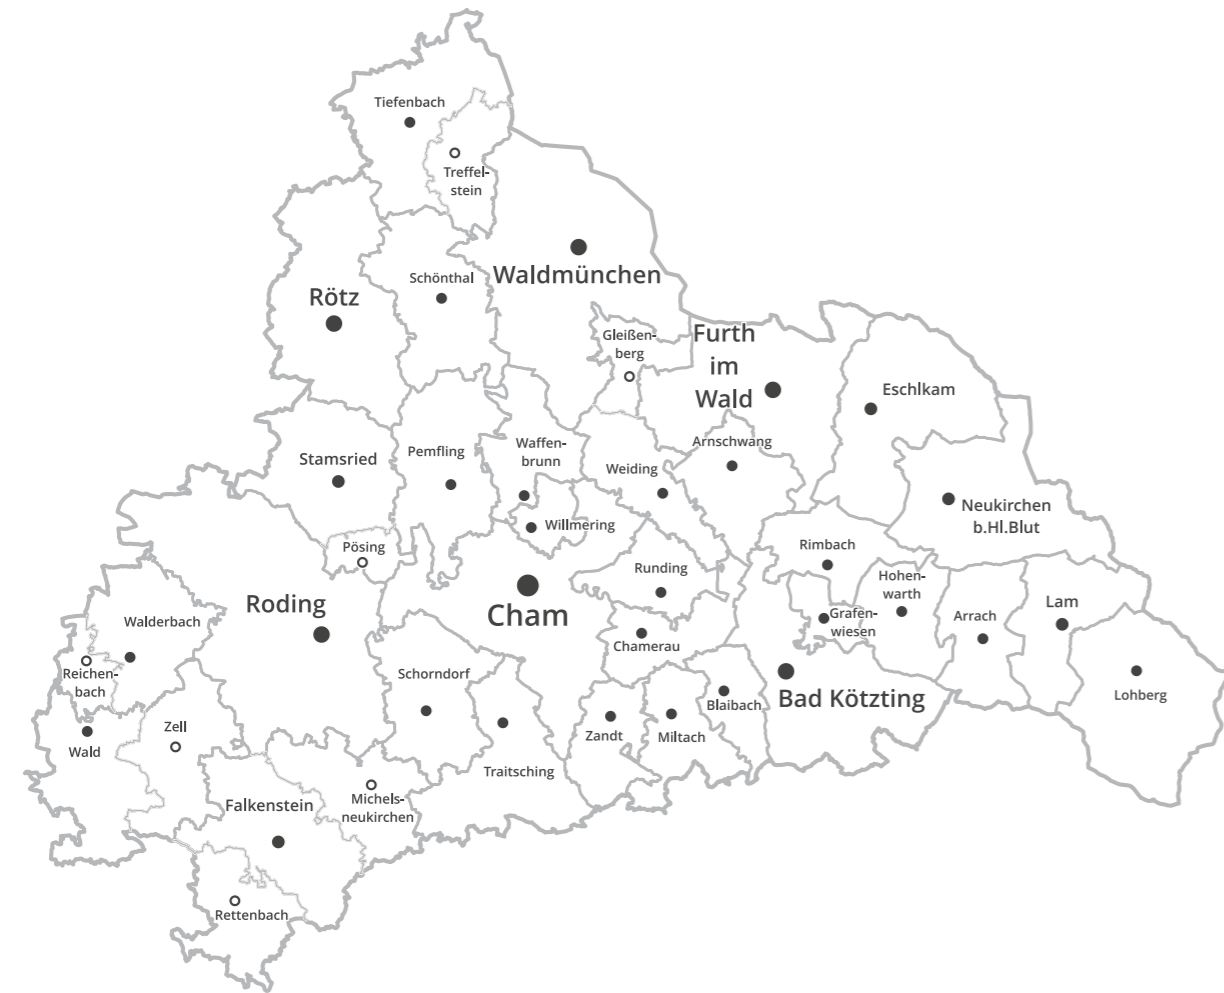 Tiefenbach
Treffel-
stein
Waldmünchen
Schönthal
Rötz
Gleißen-
berg
Furth
im
Wald
Eschlkam
Arnschwang
Waffen-
brunn
Pemfling
Stamsried
Weiding
Neukirchen
b.Hl.Blut
Willmering
Pösing
Rimbach
Runding
Hohen-
warth
Roding
Cham
Grafen-
wiesen
Arrach
Lam
Walderbach
Chamerau
Reichen-
bach
Schorndorf
Blaibach
Bad Kötzting
Lohberg
Zell
Wald
Zandt
Miltach
Traitsching
Michels-
neukirchen
Falkenstein
Rettenbach